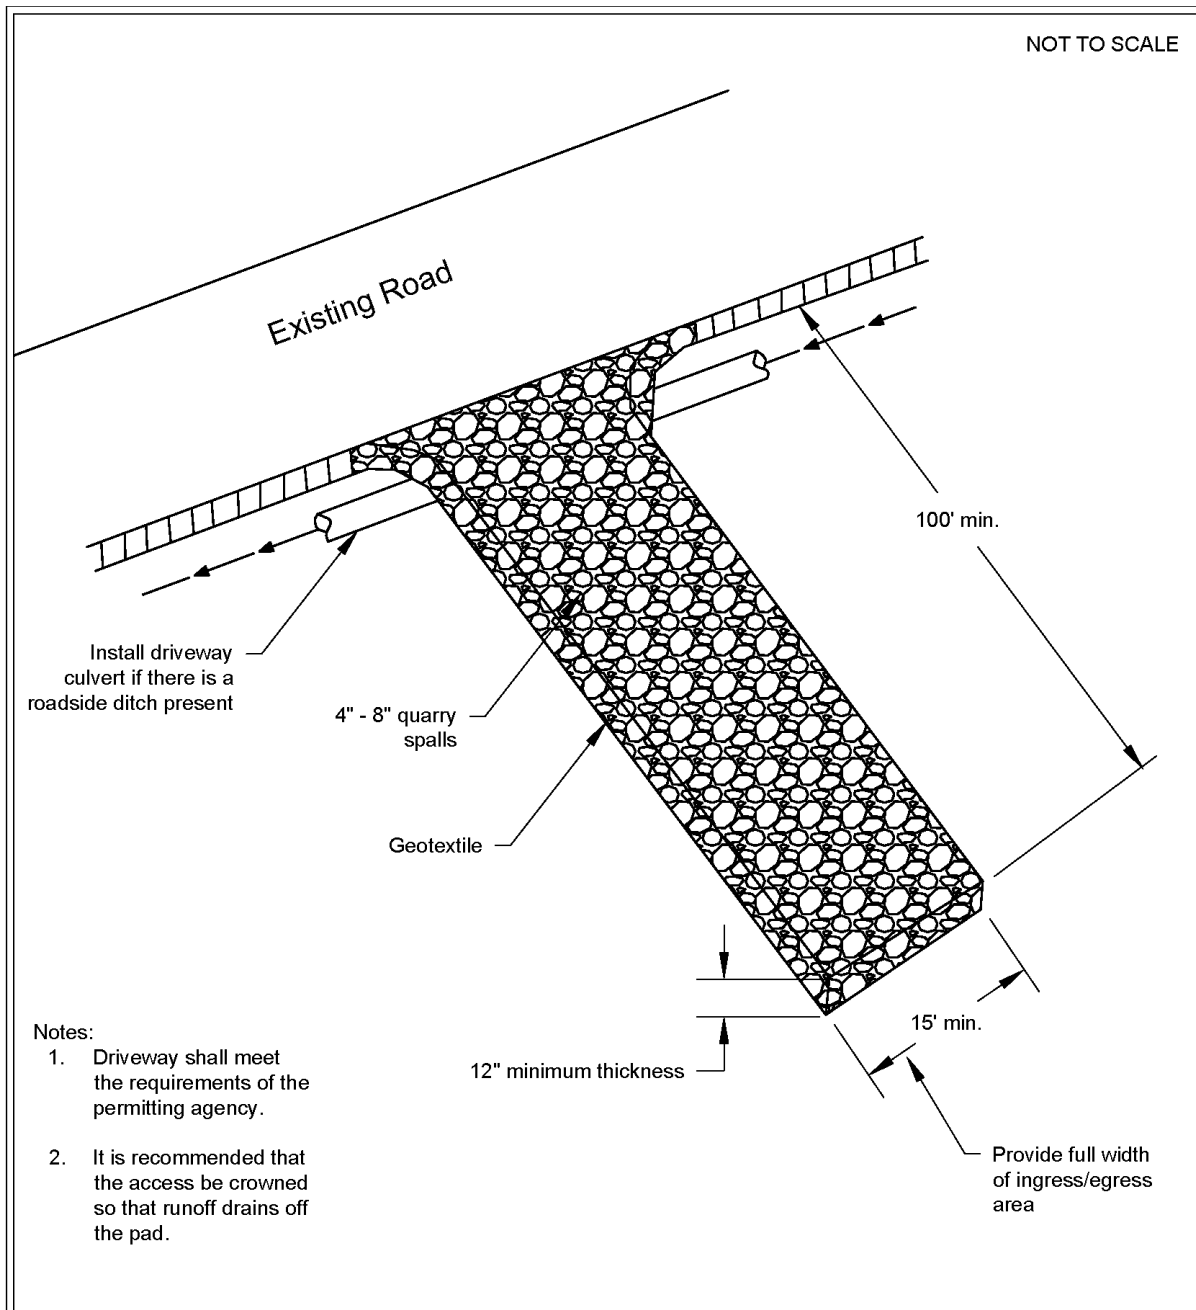 NOT TO SCALE
Existing Road
100' min.
Install driveway
culvert if there is a
roadside ditch present
4" - 8" quarry
spalls
Geotextile
15' min.
12" minimum thickness
Notes:
1. Driveway shall meet
the requirements of the
permitting agency.
2. It is recommended that
the access be crowned
so that runoff drains off
the pad.
Provide full width
of ingress/egress
area